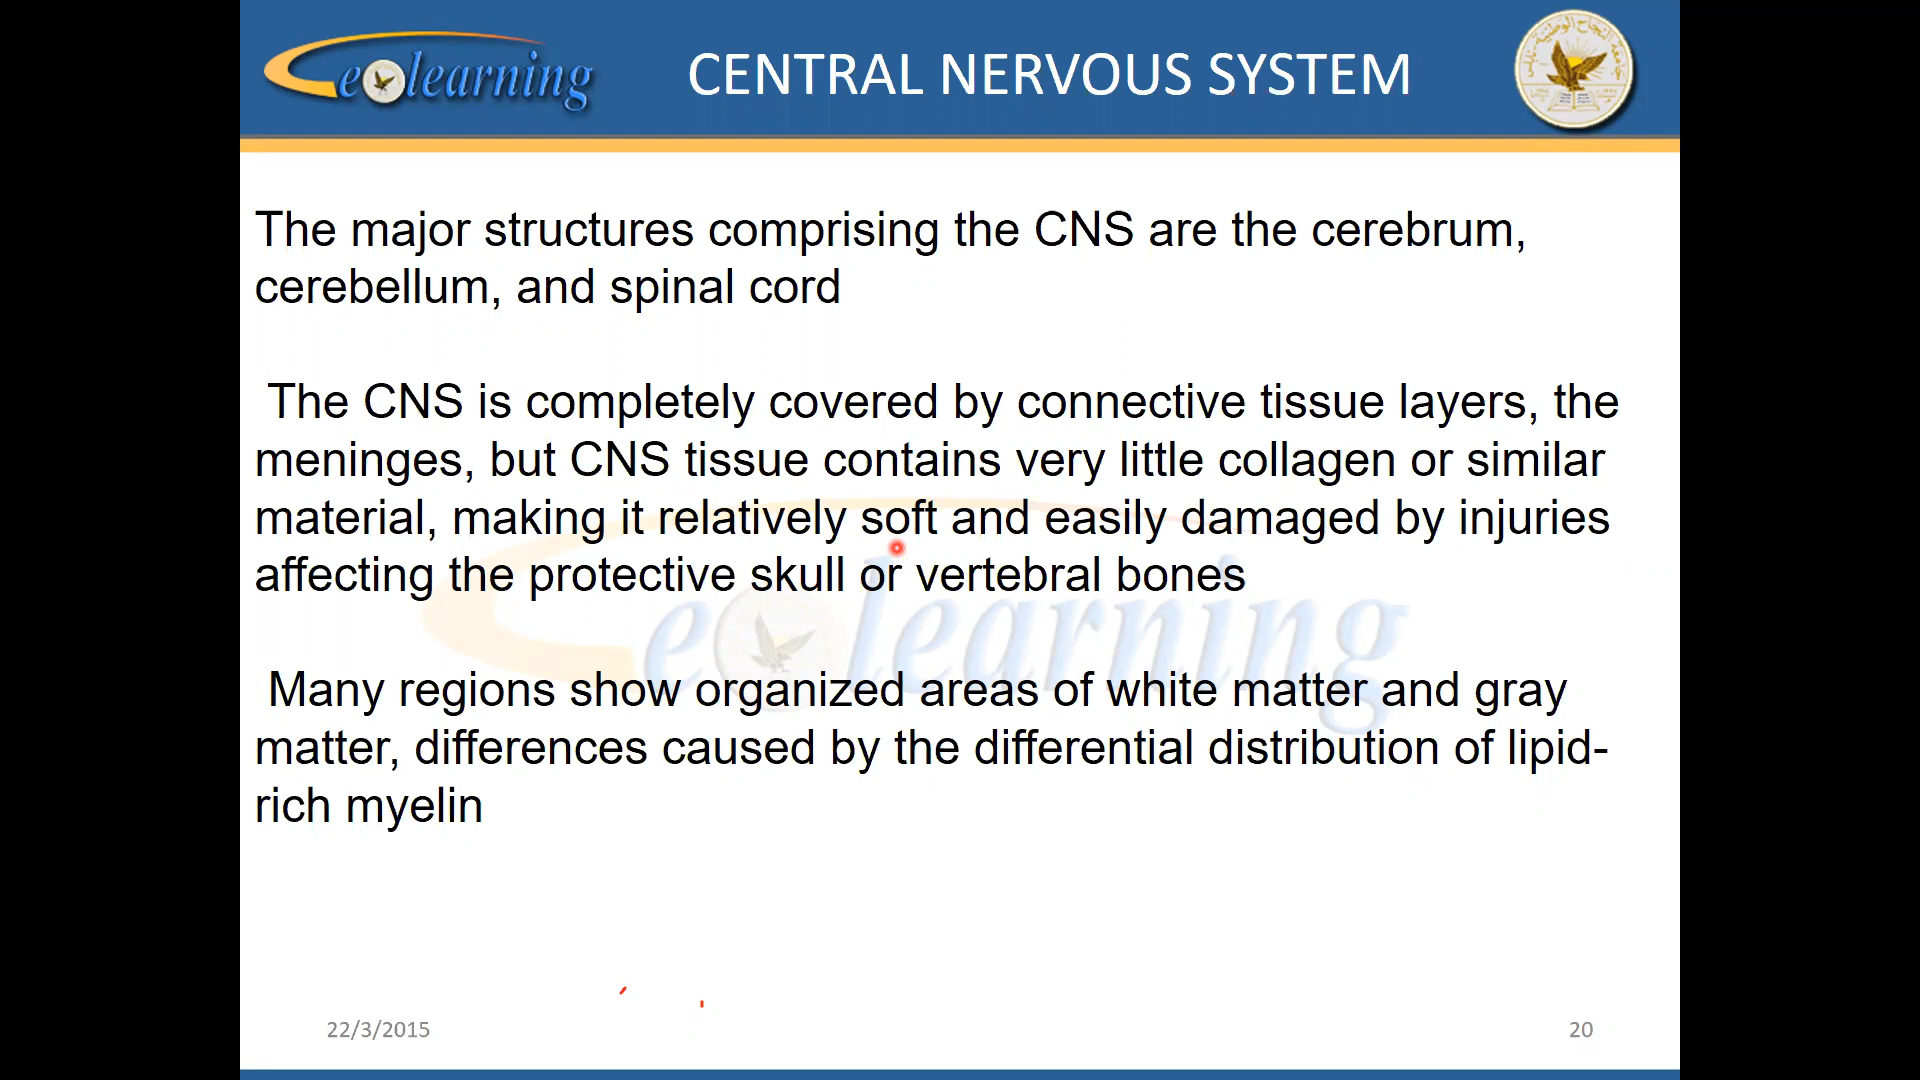 eolearning
CENTRAL NERVOUS SYSTEM
The major structures comprising the CNS are the cerebrum,
cerebellum, and spinal cord
The CNS is completely covered by connective tissue layers, the
meninges, but CNS tissue contains very little collagen or similar
material, making it relatively soft and easily damaged by injuries
affecting the protective skull or vertebral bones
eolearning
Many regions show organized areas of white matter and gray
matter, differences caused by the differential distribution of lipid-
rich myelin
22/3/2015
20